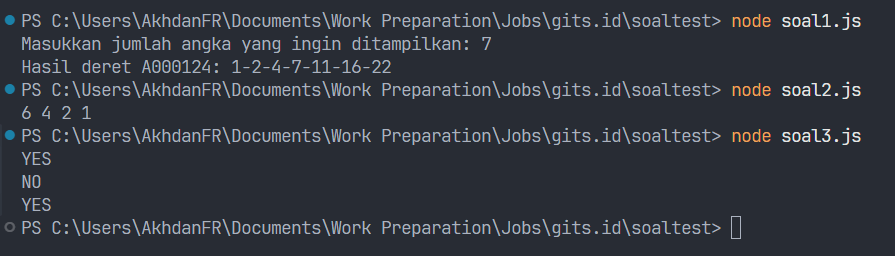 PS C:\Users\AkhdanFR\Documents\Work Preparation\Jobs\gits.id\soaltest> node soal1.js
Masukkan jumlah angka yang ingin ditampilkan: 7
Hasil deret A000124: 1-2-4-7-11-16-22
PS C:\Users\AkhdanFR\Documents\Work Preparation\Jobs\gits.id\soaltest> node soal2.js
6 4 2 1
PS C:\Users\AkhdanFR\Documents\Work Preparation\Jobs\gits.id\soaltest> node soal3.js
YES
NO
YES
PS C:\Users\AkhdanFR\Documents\Work Preparation\Jobs\gits.id\soaltest>